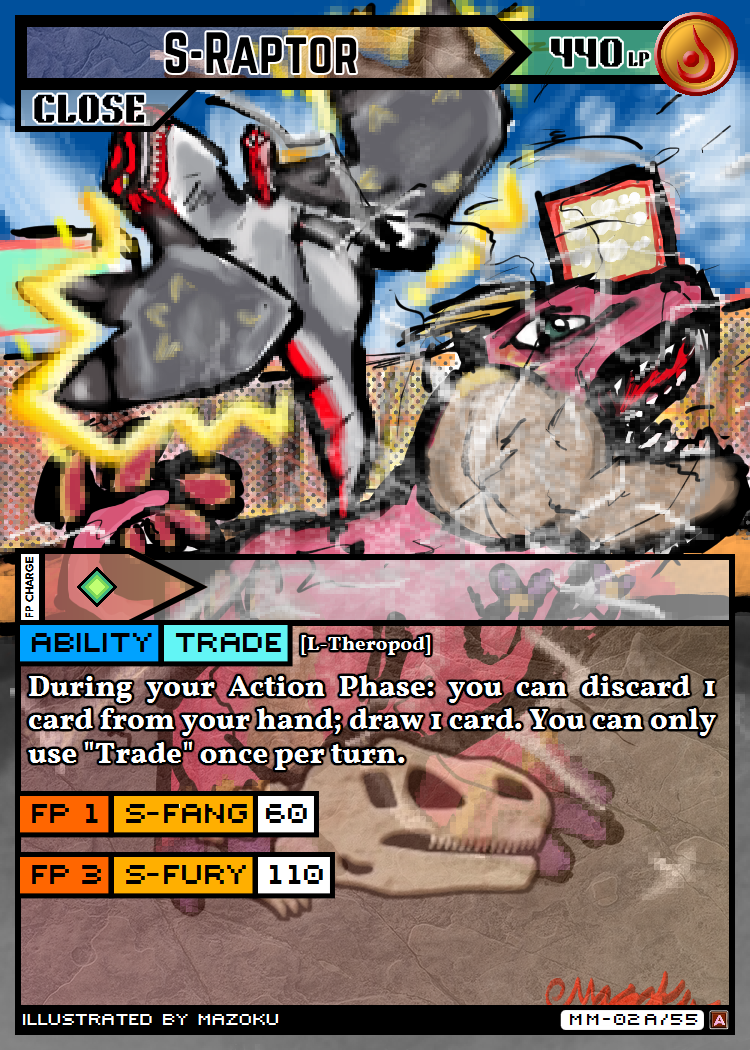 S-RAPTOR
440 LP
CLOSE
FP CHARGE
ABILITY TRADE [L-Theropod]
During your Action Phase: you can discard 1
card from your hand; draw 1 card. You can only
use "Trade" once per turn.
FP 1 S-FANG 60
FP 3 S-FURY 110
Mazoku
ILLUSTRATED BY MAZOKU
MM-02A/55 A